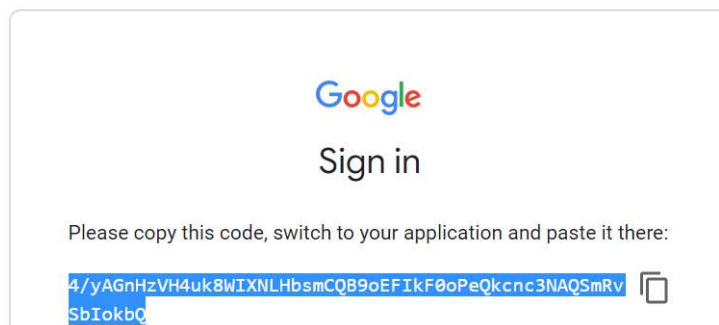 Google
Sign in
Please copy this code, switch to your application and paste it there:
4/yAGnHzVH4uk8WIXNLHbsmCQB9oEFIkF0oPeQkcnc3NAQSmRv
SbIokbQ